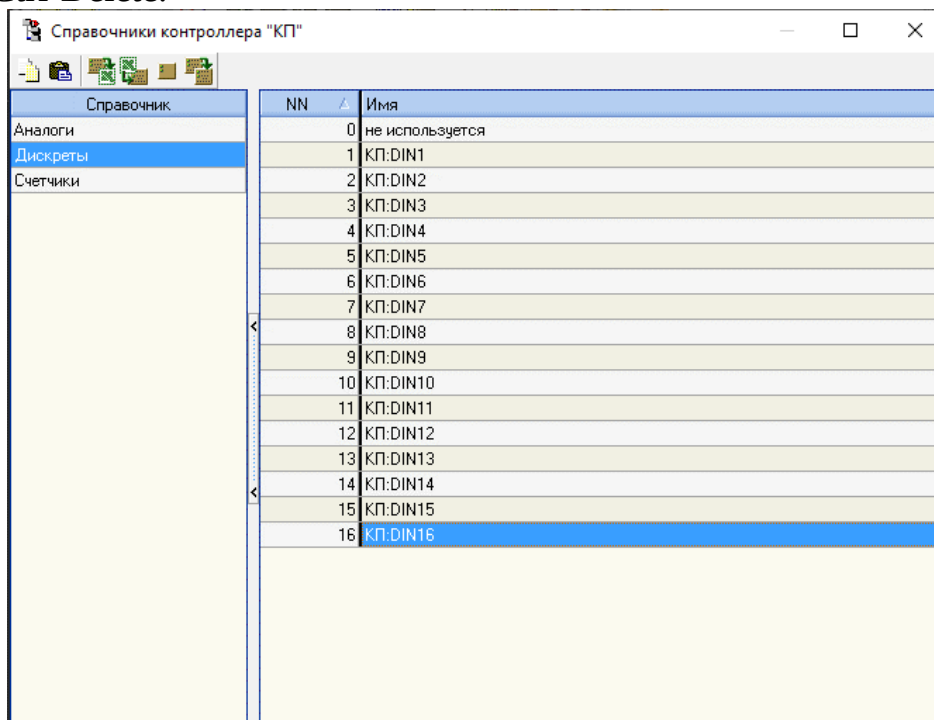 Справочники контроллера "КП"
Справочник
Аналоги
Дискреты
Счетчики
NN Имя
0 не используется
1 КП:DIN1
2 КП:DIN2
3 КП:DIN3
4 КП:DIN4
5 КП:DIN5
6 КП:DIN6
7 КП:DIN7
8 КП:DIN8
9 КП:DIN9
10 КП:DIN10
11 КП:DIN11
12 КП:DIN12
13 КП:DIN13
14 КП:DIN14
15 КП:DIN15
16 КП:DIN16